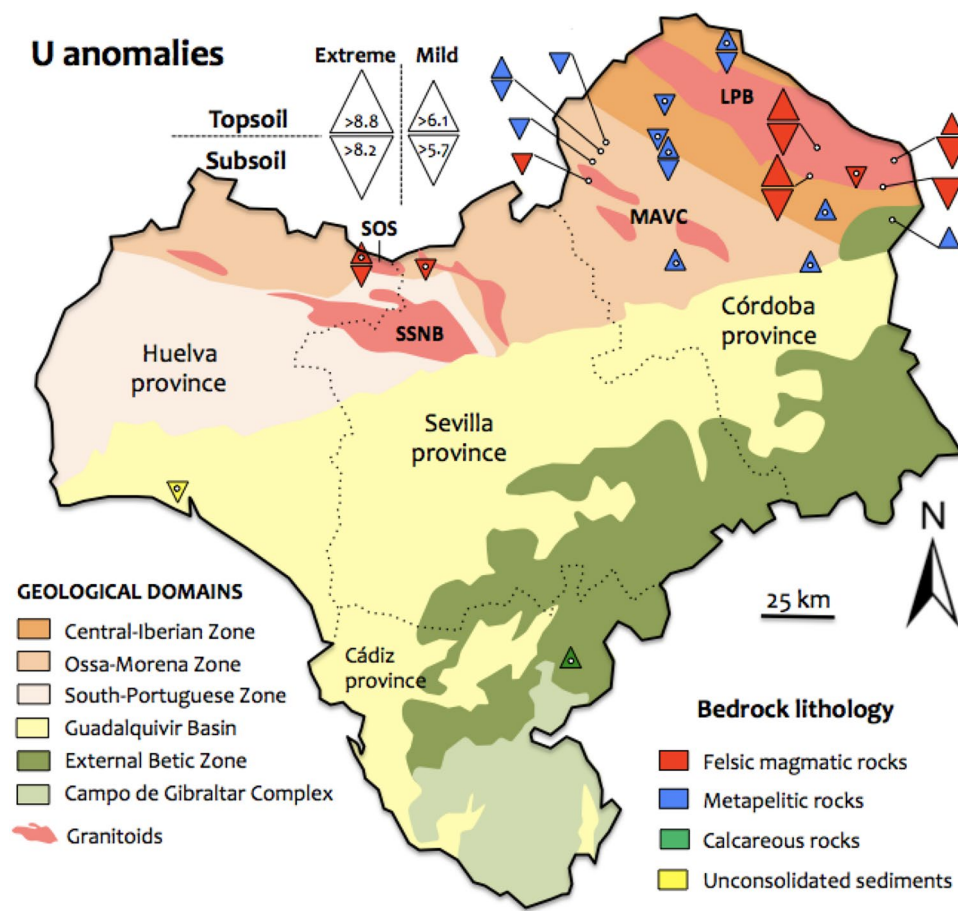 U anomalies
Extreme
Mild
Topsoil
Subsoil
>8.8
>6.1
>8.2
>5.7
LPB
SOS
MAVC
SSNB
Córdoba
province
Huelva
province
Sevilla
province
N
25 km
GEOLOGICAL DOMAINS
Central-Iberian Zone
Ossa-Morena Zone
South-Portuguese Zone
Guadalquivir Basin
External Betic Zone
Campo de Gibraltar Complex
Granitoids
Cádiz
province
Bedrock lithology
Felsic magmatic rocks
Metapelitic rocks
Calcareous rocks
Unconsolidated sediments